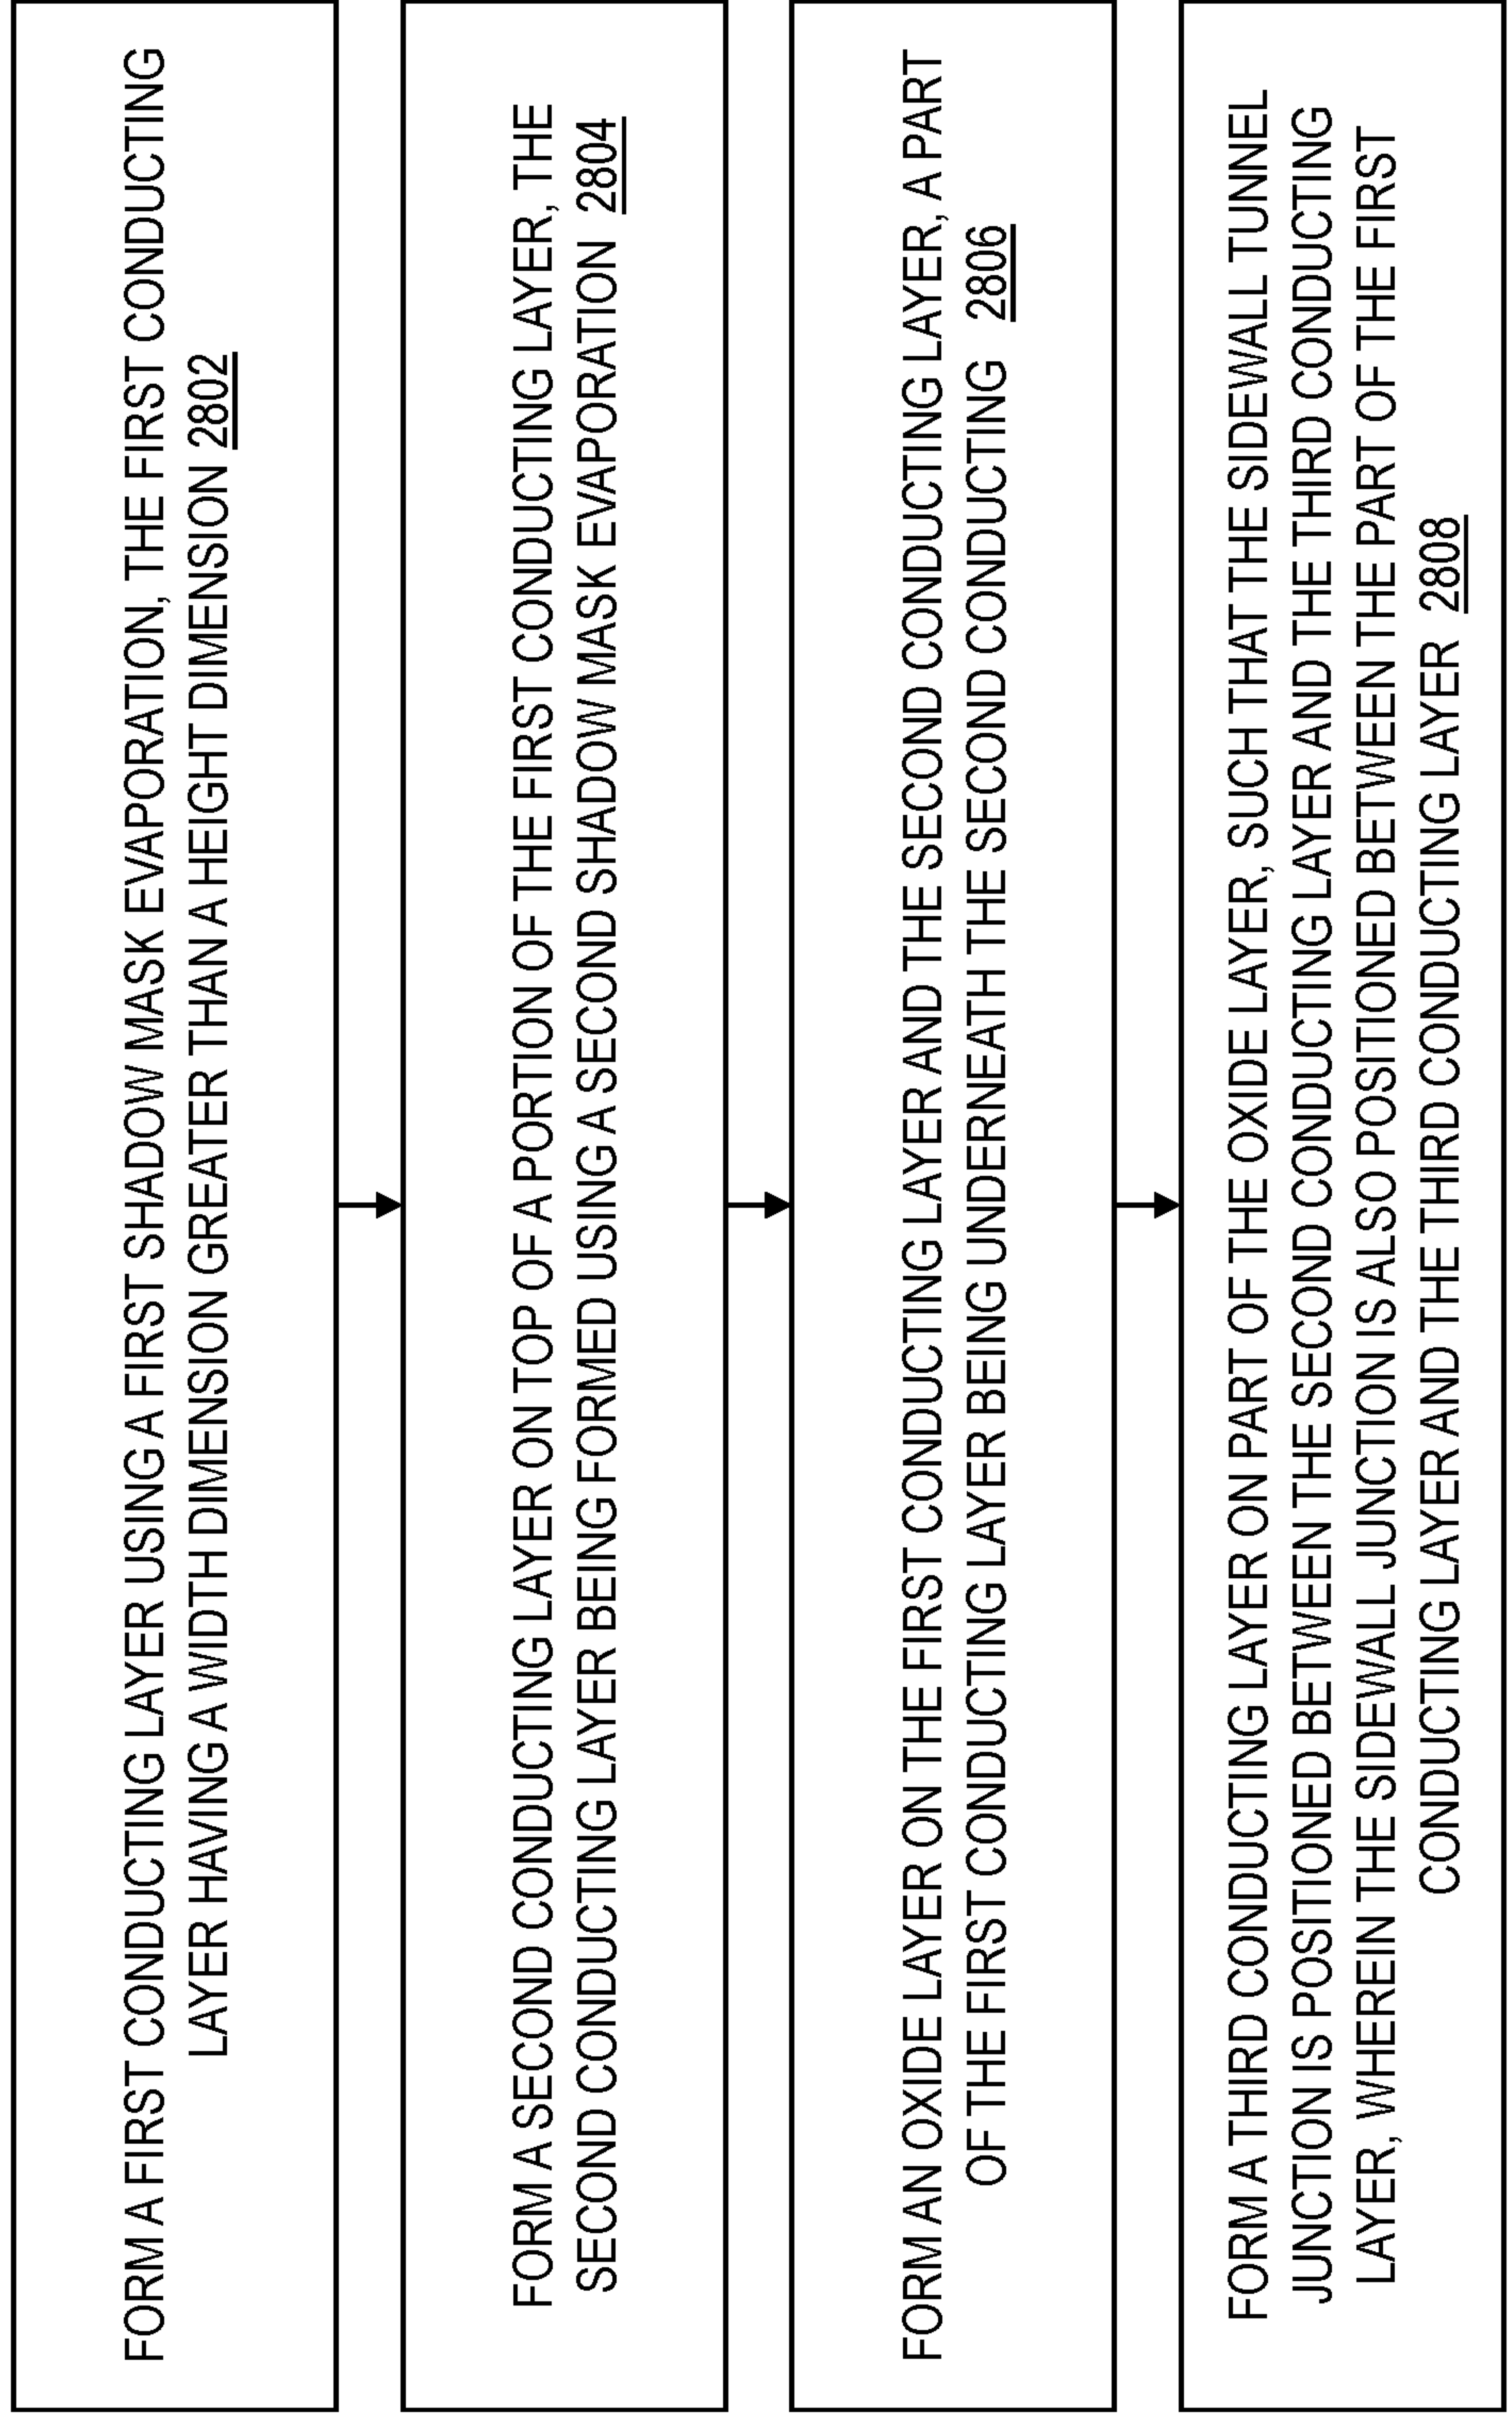 FORM A FIRST CONDUCTING LAYER USING A FIRST SHADOW MASK EVAPORATION, THE FIRST CONDUCTING
LAYER HAVING A WIDTH DIMENSION GREATER THAN A HEIGHT DIMENSION 2802
FORM A SECOND CONDUCTING LAYER ON TOP OF A PORTION OF THE FIRST CONDUCTING LAYER, THE
SECOND CONDUCTING LAYER BEING FORMED USING A SECOND SHADOW MASK EVAPORATION 2804
FORM AN OXIDE LAYER ON THE FIRST CONDUCTING LAYER AND THE SECOND CONDUCTING LAYER, A PART
OF THE FIRST CONDUCTING LAYER BEING UNDERNEATH THE SECOND CONDUCTING 2806
FORM A THIRD CONDUCTING LAYER ON PART OF THE OXIDE LAYER, SUCH THAT THE SIDEWALL TUNNEL
JUNCTION IS POSITIONED BETWEEN THE SECOND CONDUCTING LAYER AND THE THIRD CONDUCTING
LAYER, WHEREIN THE SIDEWALL JUNCTION IS ALSO POSITIONED BETWEEN THE PART OF THE FIRST
CONDUCTING LAYER AND THE THIRD CONDUCTING LAYER 2808